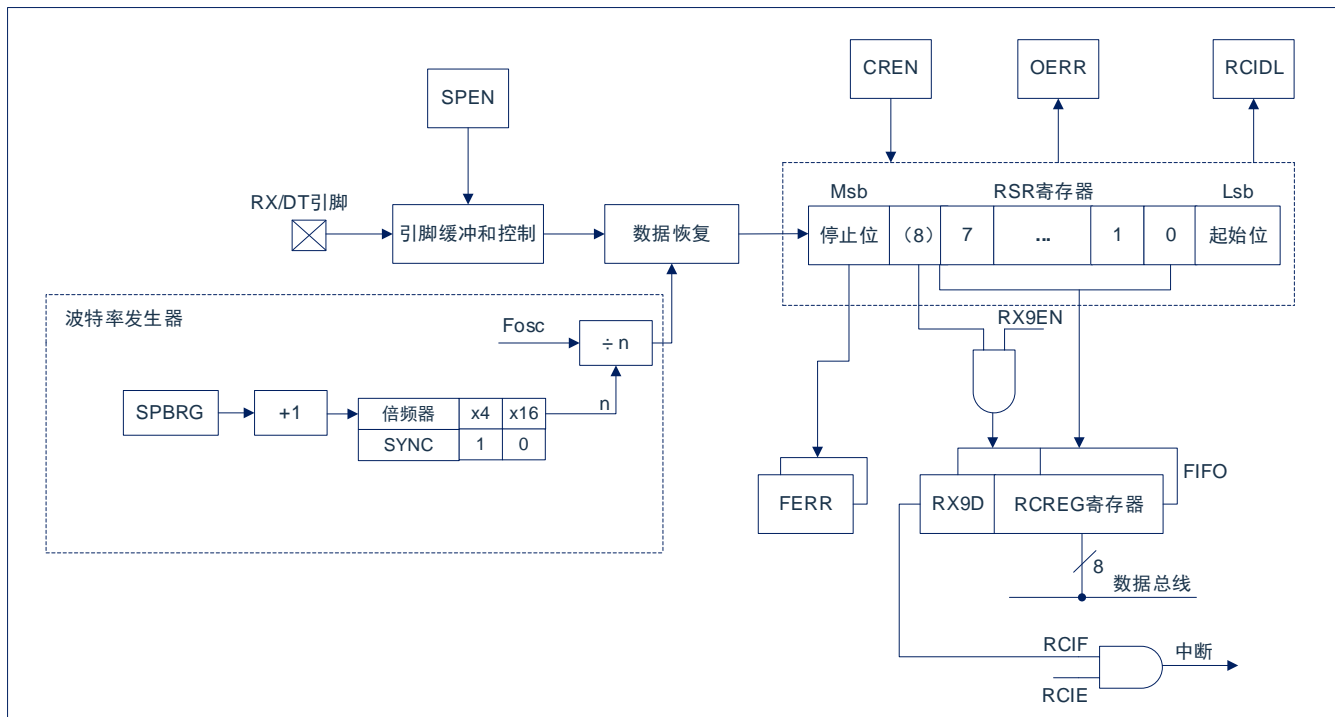 CREN
OERR
RCIDL
SPEN
Msb
RSR寄存器
Lsb
RX/DT引脚
引脚缓冲和控制
数据恢复
停止位
（8）
7
...
1
0
起始位
波特率发生器
Fosc
÷ n
RX9EN
SPBRG
+1
倍频器
x4
x16
n
SYNC
1
0
FIFO
FERR
RX9D
RCREG寄存器
8
数据总线
RCIF
中断
RCIE